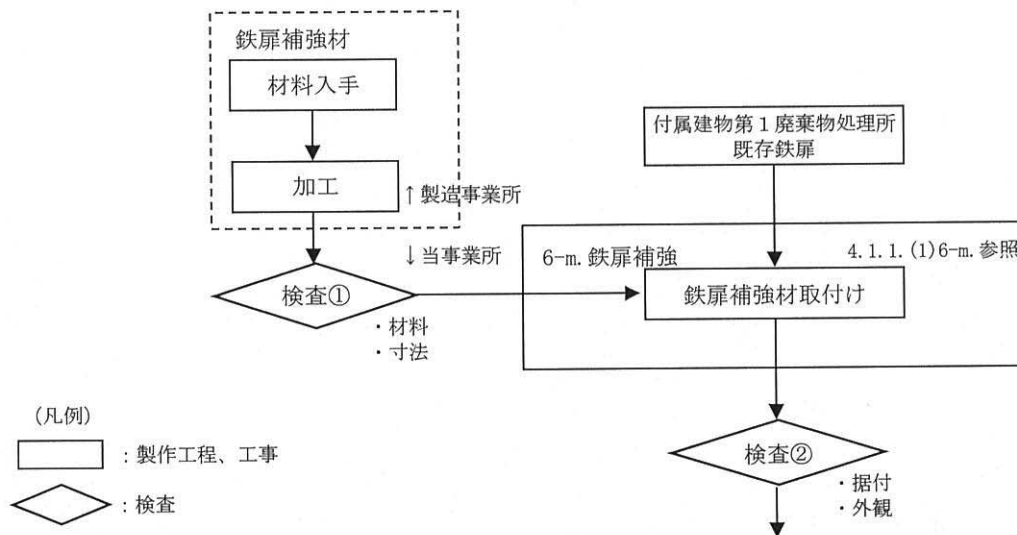 鉄扉補強材
材料入手
加工
↑製造事業所
↓当事業所
検査①
・材料
・寸法
付属建物第1廃棄物処理所
既存鉄扉
6-m. 鉄扉補強
4.1.1.(1)6-m. 参照
鉄扉補強材取付け
検査②
・据付
・外観
(凡例)
：製作工程、工事
：検査